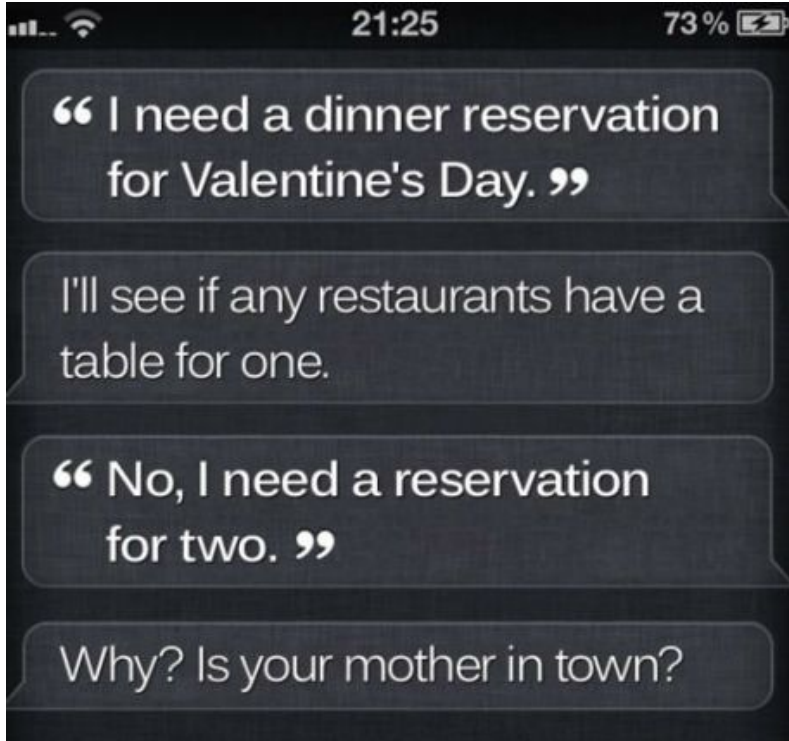 21:25 73%
“ I need a dinner reservation
for Valentine's Day. ”
I'll see if any restaurants have a
table for one.
“ No, I need a reservation
for two. ”
Why? Is your mother in town?